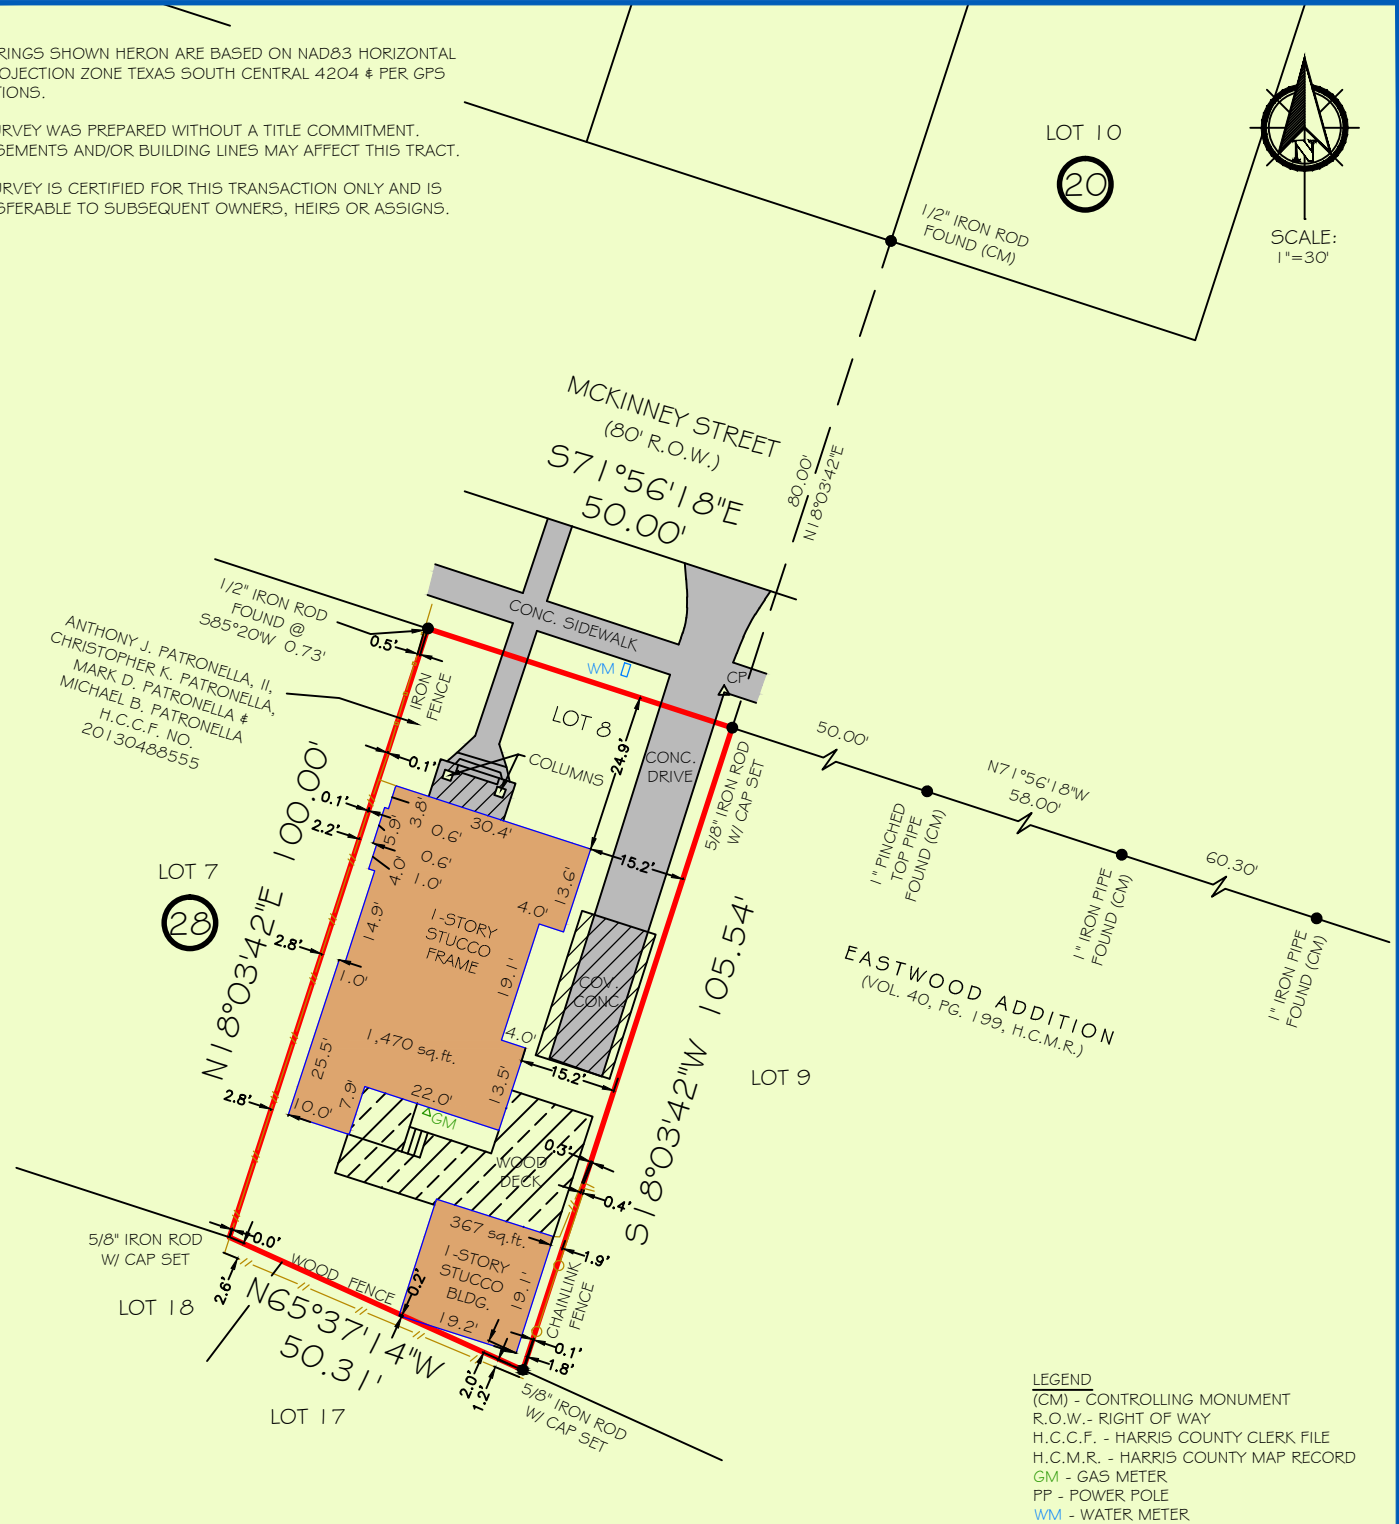 RINGS SHOWN HERON ARE BASED ON NAD83 HORIZONTAL
OJECTION ZONE TEXAS SOUTH CENTRAL 4204 & PER GPS
TIONS.
URVEY WAS PREPARED WITHOUT A TITLE COMMITMENT.
SEMENTS AND/OR BUILDING LINES MAY AFFECT THIS TRACT.
URVEY IS CERTIFIED FOR THIS TRANSACTION ONLY AND IS
SFERABLE TO SUBSEQUENT OWNERS, HEIRS OR ASSIGNS.
LOT 10
20
N
SCALE:
1"=30'
1/2" IRON ROD
FOUND (CM)
MCKINNEY STREET
(80' R.O.W.)
S71°56'18"E
50.00'
80.00'
N18°03'42"E
1/2" IRON ROD
FOUND @
S85°20'W 0.73'
ANTHONY J. PATRONELLA, II,
CHRISTOPHER K. PATRONELLA,
MARK D. PATRONELLA &
MICHAEL B. PATRONELLA
H.C.C.F. NO.
20130488555
0.5'
IRON
FENCE
CONC. SIDEWALK
WM
CP
LOT 8
24.9'
CONC.
DRIVE
COLUMNS
5/8" IRON ROD
W/ CAP SET
50.00'
N71°56'18"W
58.00'
60.30'
1" PINCHED
TOP PIPE
FOUND (CM)
1" IRON PIPE
FOUND (CM)
1" IRON PIPE
FOUND (CM)
0.1'
0.1'
2.2'
3.8'
5.9'
4.0'
0.6'
0.6'
1.0'
30.4'
15.2'
13.6'
4.0'
LOT 7
28
N18°03'42"E 100.00'
14.9'
1-STORY
STUCCO
FRAME
19.1'
2.8'
1.0'
COV.
CONC.
4.0'
1,470 sq.ft.
25.5'
15.2'
13.5'
2.8'
10.0'
7.9'
22.0'
GM
S18°03'42"W 105.54'
EASTWOOD ADDITION
(VOL. 40, PG. 199, H.C.M.R.)
LOT 9
0.3'
WOOD
DECK
0.4'
5/8" IRON ROD
W/ CAP SET
0.0'
2.6'
WOOD FENCE
367 sq.ft.
1-STORY
STUCCO
BLDG.
19.1'
19.2'
0.2'
1.9'
CHAINLINK
FENCE
0.1'
1.8'
2.0'
1.2'
LOT 18
N65°37'14"W
50.31'
LOT 17
5/8" IRON ROD
W/ CAP SET
LEGEND
(CM) - CONTROLLING MONUMENT
R.O.W.- RIGHT OF WAY
H.C.C.F. - HARRIS COUNTY CLERK FILE
H.C.M.R. - HARRIS COUNTY MAP RECORD
GM - GAS METER
PP - POWER POLE
WM - WATER METER